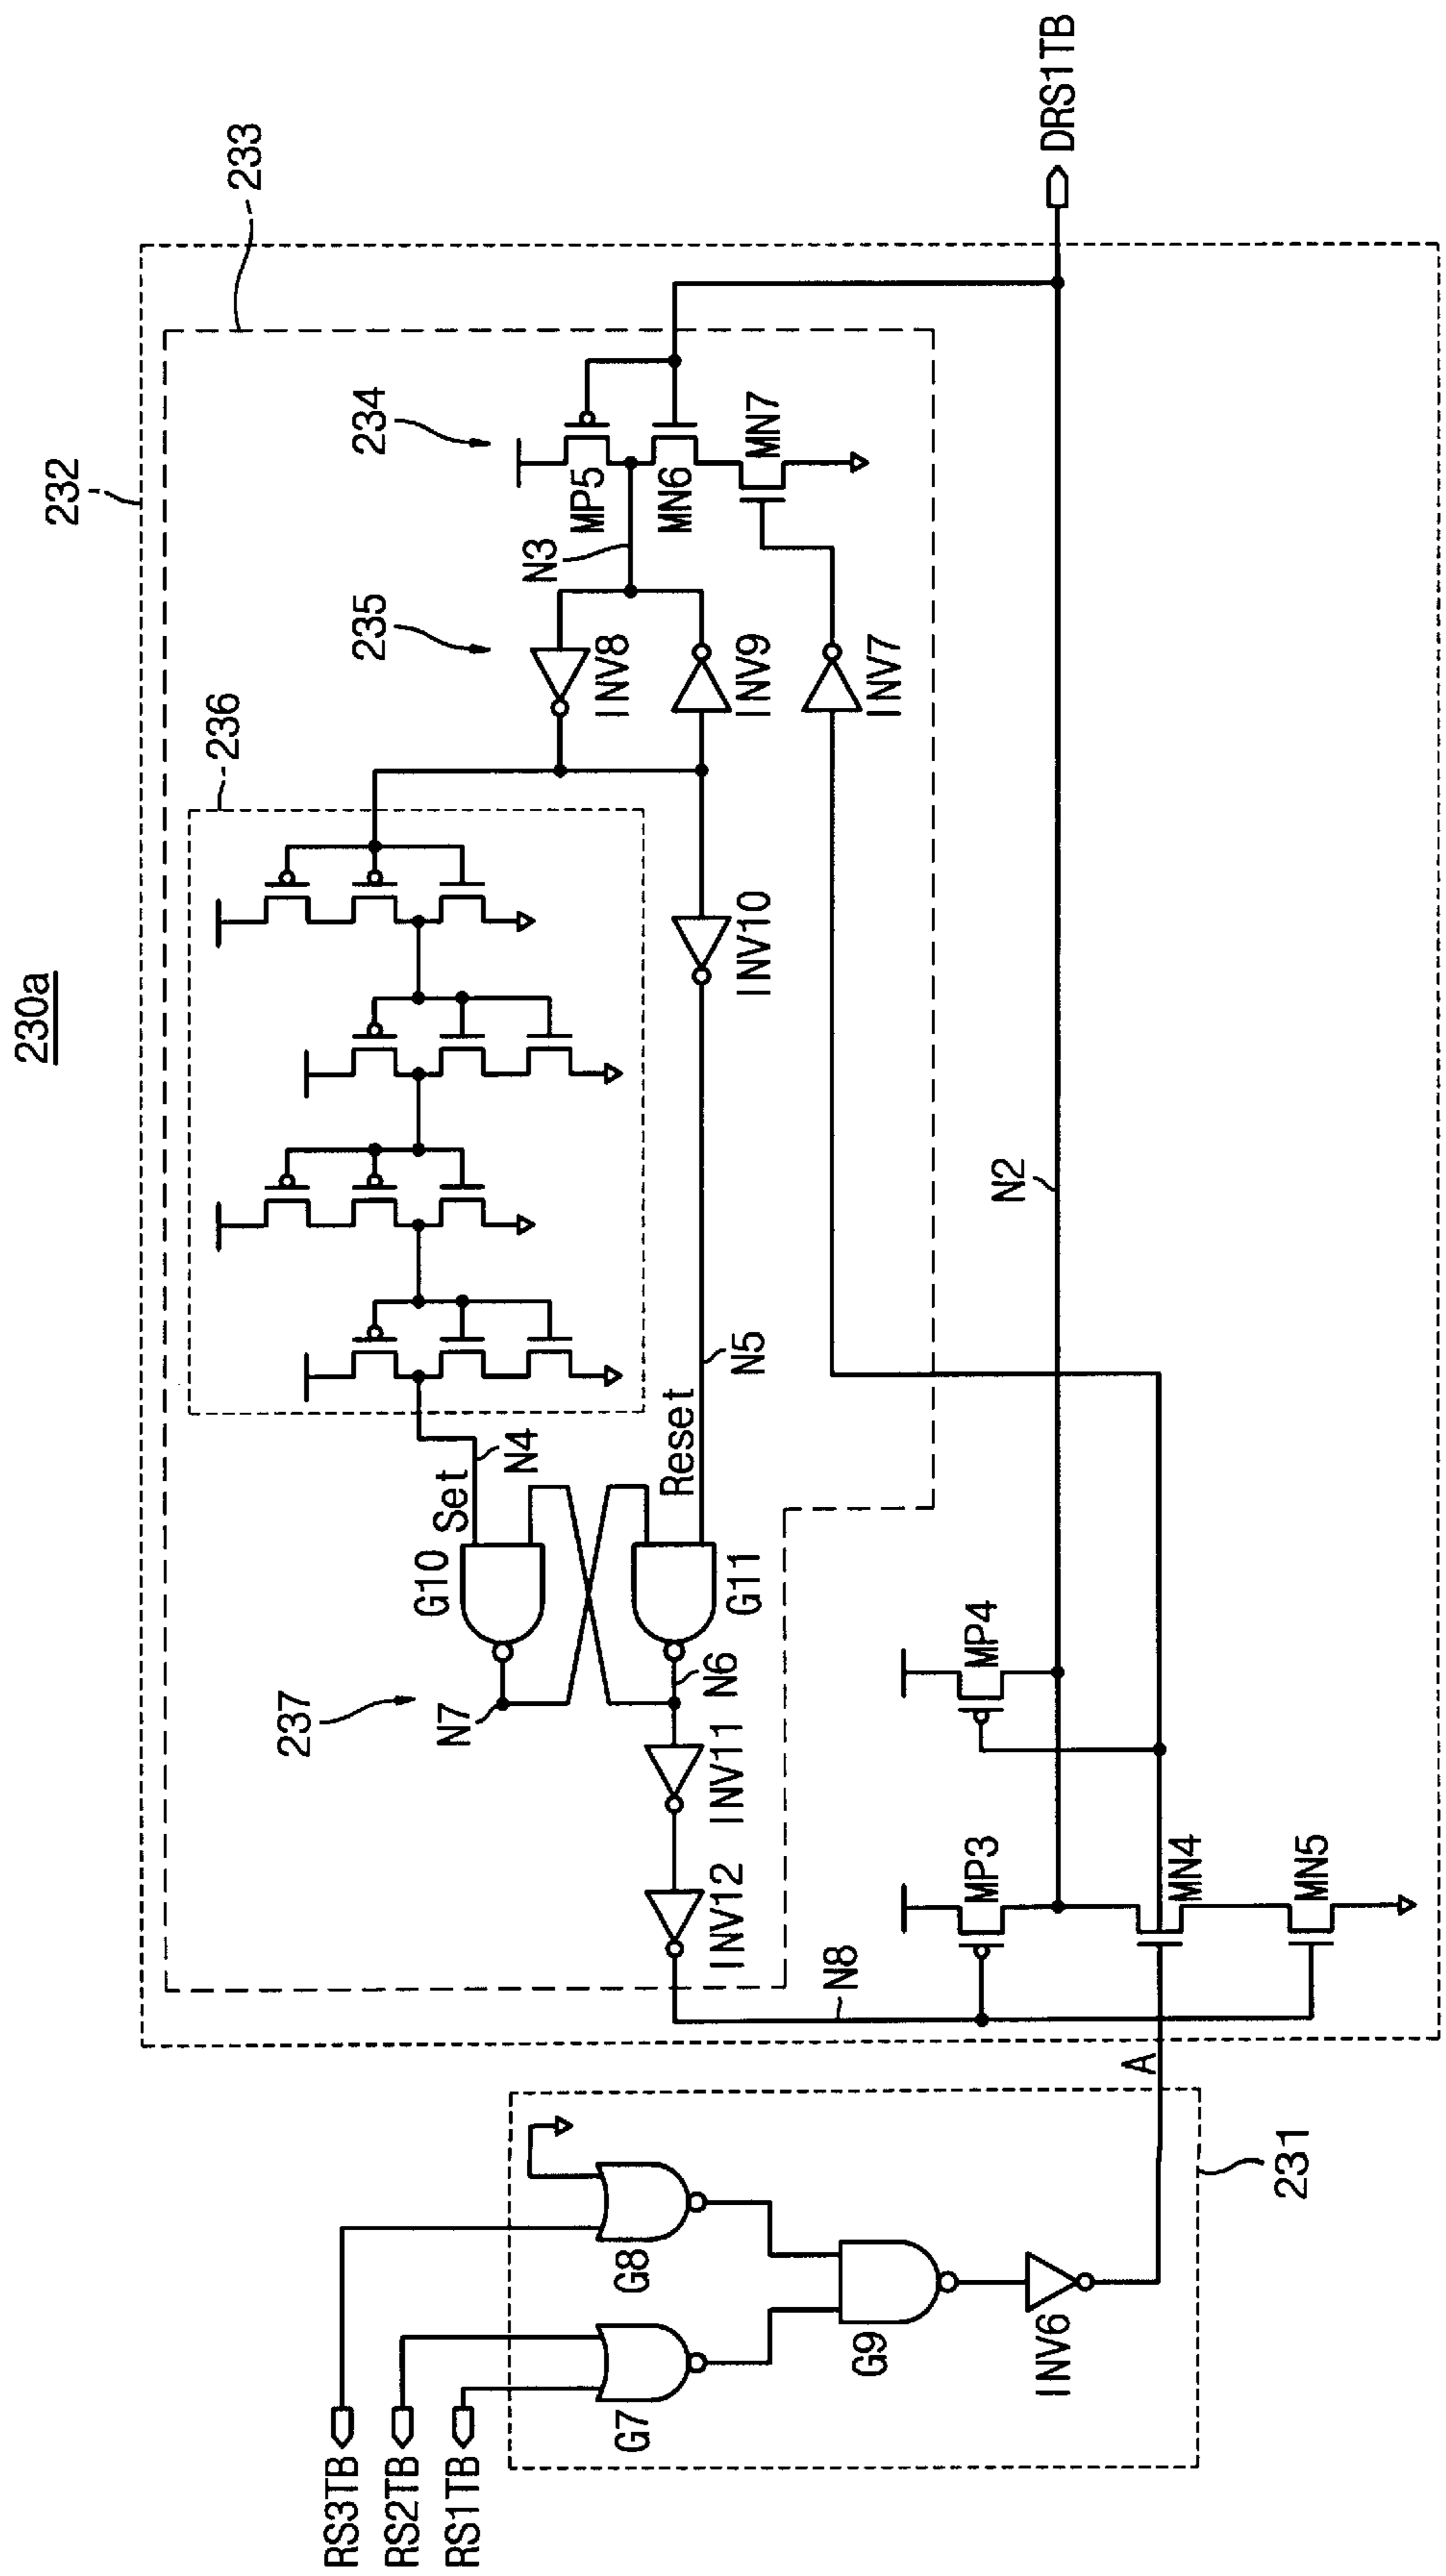 230a
232
233
234
235
236
237
MP5
MN6
MN7
N3
INV8
INV9
INV7
INV10
N5
Reset
Set
N4
G10
G11
N7
N6
INV11
INV12
N8
N2
MP4
MP3
MN4
MN5
DRS1TB
A
231
G8
G7
G9
INV6
RS3TB
RS2TB
RS1TB